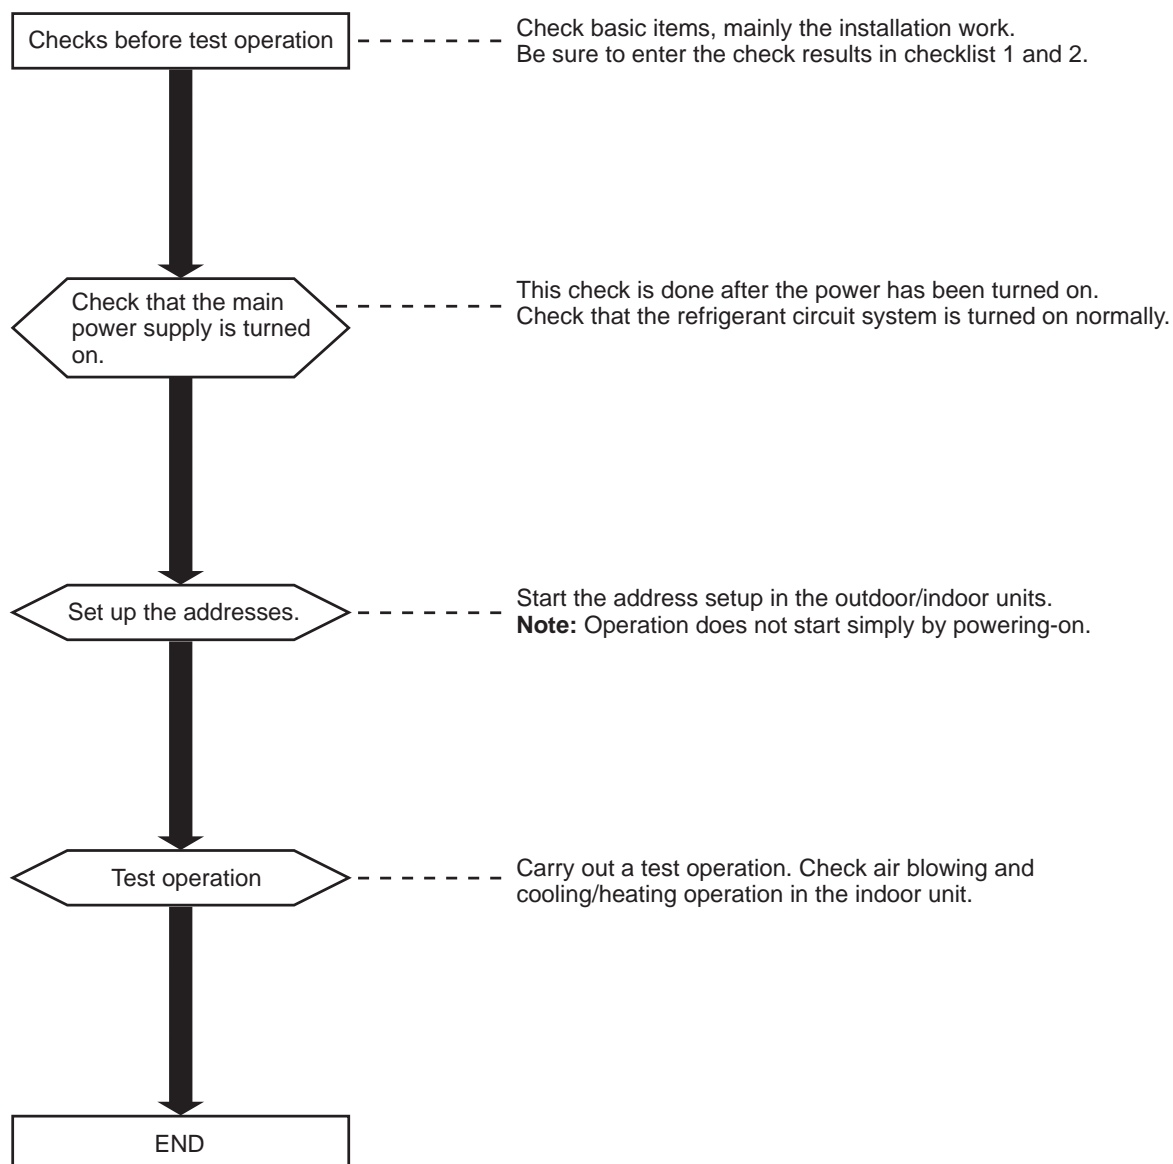 Checks before test operation
Check basic items, mainly the installation work.
Be sure to enter the check results in checklist 1 and 2.
Check that the main
power supply is turned
on.
This check is done after the power has been turned on.
Check that the refrigerant circuit system is turned on normally.
Set up the addresses.
Start the address setup in the outdoor/indoor units.
Note: Operation does not start simply by powering-on.
Test operation
Carry out a test operation. Check air blowing and
cooling/heating operation in the indoor unit.
END